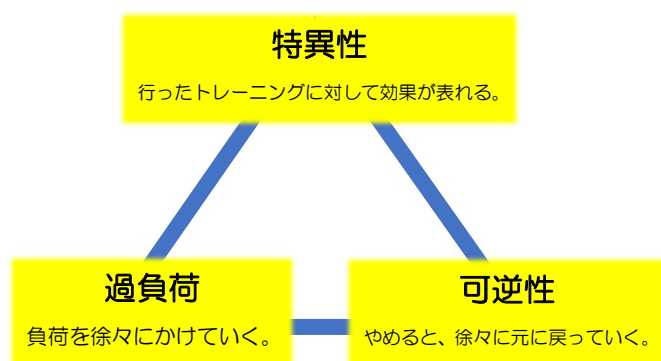 特異性
行ったトレーニングに対して効果が表れる。
過負荷
負荷を徐々にかけていく。
可逆性
やめると、徐々に元に戻っていく。